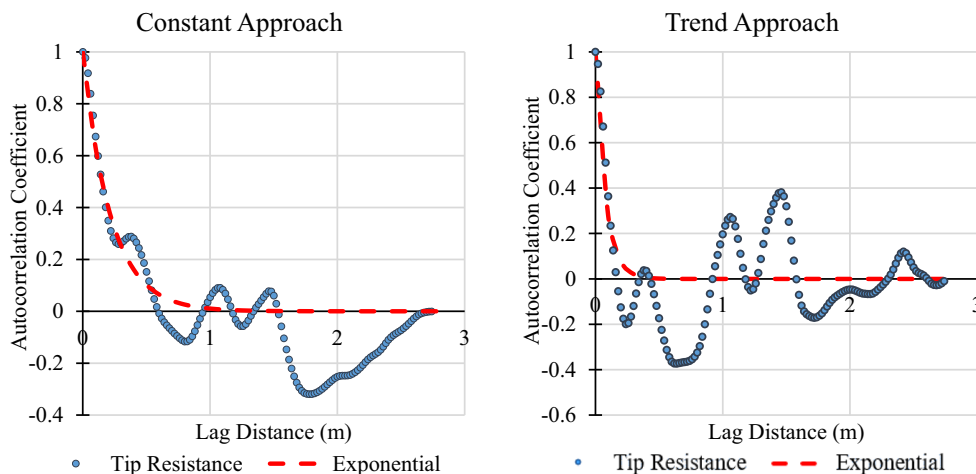 Constant Approach
1
0.8
0.6
0.4
0.2
0
-0.2
-0.4
0
1
2
3
Autocorrelation Coefficient
Lag Distance (m)
Tip Resistance
Exponential
Trend Approach
1
0.8
0.6
0.4
0.2
0
-0.2
-0.4
-0.6
0
1
2
3
Autocorrelation Coefficient
Lag Distance (m)
Tip Resistance
Exponential